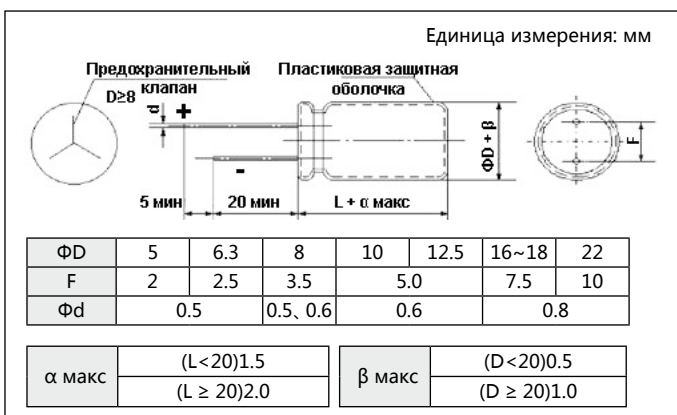 Единица измерения: мм
Предохранительный
клапан
D≥8
Пластиковая защитная
оболочка
d
+
-
5 мин
20 мин
L + α макс
ΦD + β
F
ΦD 5 6.3 8 10 12.5 16~18 22
F 2 2.5 3.5 5.0 7.5 10
Φd 0.5 0.5、0.6 0.6 0.8
α макс
(L<20)1.5
(L ≥ 20)2.0
β макс
(D<20)0.5
(D ≥ 20)1.0